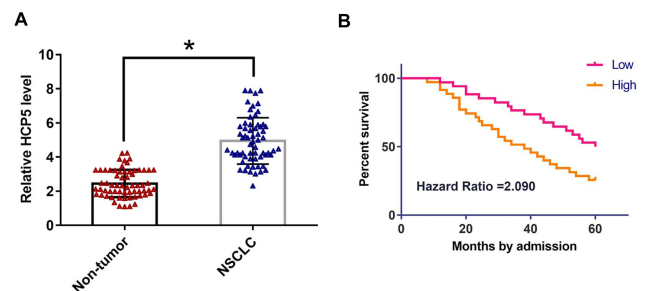 A
*
Relative HCP5 level
10
8
6
4
2
0
Non-tumor
NSCLC
B
Low
High
Percent survival
100
50
0
Hazard Ratio =2.090
0 20 40 60
Months by admission